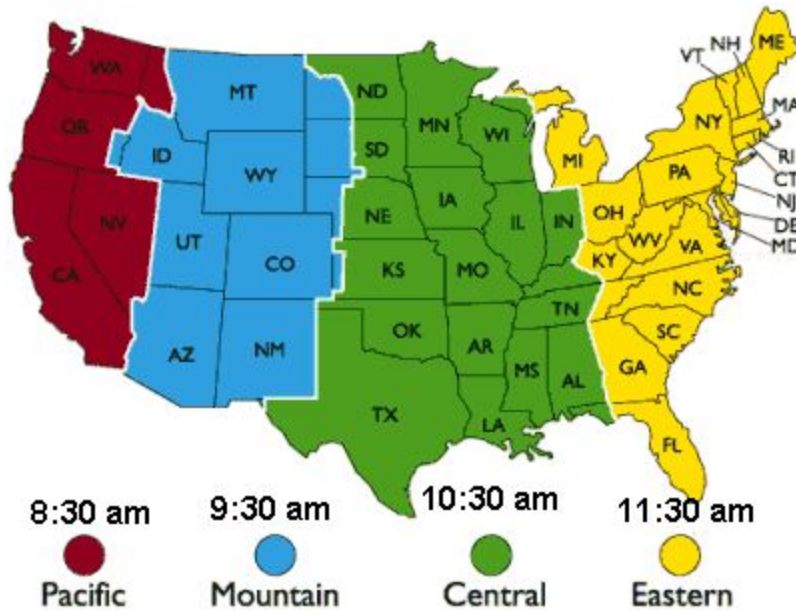 WA
OR
CA
NV
MT
ID
WY
UT
CO
AZ
NM
ND
SD
NE
KS
OK
TX
MN
IA
MO
AR
LA
WI
IL
IN
TN
MS
AL
MI
OH
KY
WV
VA
NC
SC
GA
FL
PA
NY
VT
NH
ME
MA
RI
CT
NJ
DE
MD
8:30 am 9:30 am 10:30 am 11:30 am
Pacific Mountain Central Eastern